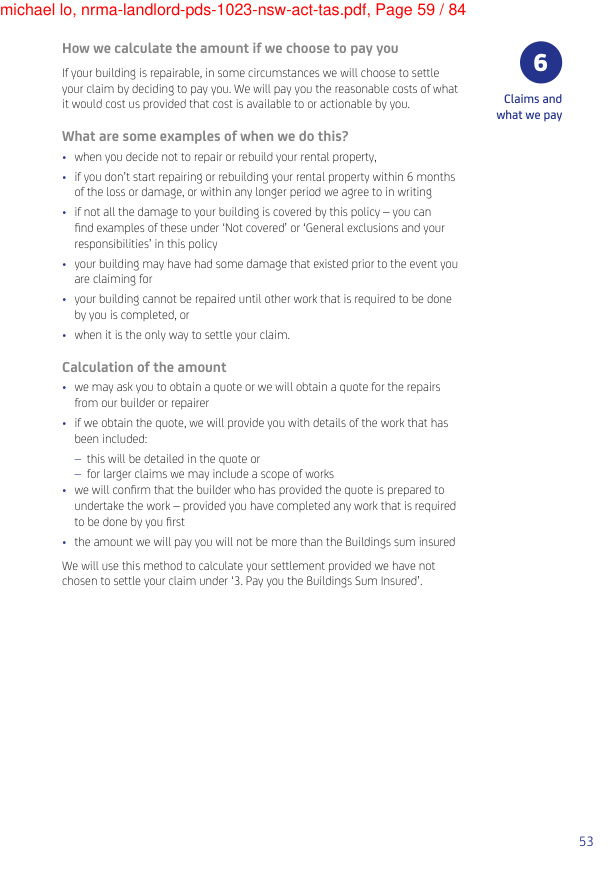 michael lo, nrma-landlord-pds-1023-nsw-act-tas.pdf, Page 59 / 84
6
Claims and
what we pay
How we calculate the amount if we choose to pay you
If your building is repairable, in some circumstances we will choose to settle
your claim by deciding to pay you. We will pay you the reasonable costs of what
it would cost us provided that cost is available to or actionable by you.
What are some examples of when we do this?
• when you decide not to repair or rebuild your rental property,
• if you don’t start repairing or rebuilding your rental property within 6 months
of the loss or damage, or within any longer period we agree to in writing
• if not all the damage to your building is covered by this policy – you can
find examples of these under ‘Not covered’ or ‘General exclusions and your
responsibilities’ in this policy
• your building may have had some damage that existed prior to the event you
are claiming for
• your building cannot be repaired until other work that is required to be done
by you is completed, or
• when it is the only way to settle your claim.
Calculation of the amount
• we may ask you to obtain a quote or we will obtain a quote for the repairs
from our builder or repairer
• if we obtain the quote, we will provide you with details of the work that has
been included:
– this will be detailed in the quote or
– for larger claims we may include a scope of works
• we will confirm that the builder who has provided the quote is prepared to
undertake the work – provided you have completed any work that is required
to be done by you first
• the amount we will pay you will not be more than the Buildings sum insured
We will use this method to calculate your settlement provided we have not
chosen to settle your claim under ‘3. Pay you the Buildings Sum Insured’.
53